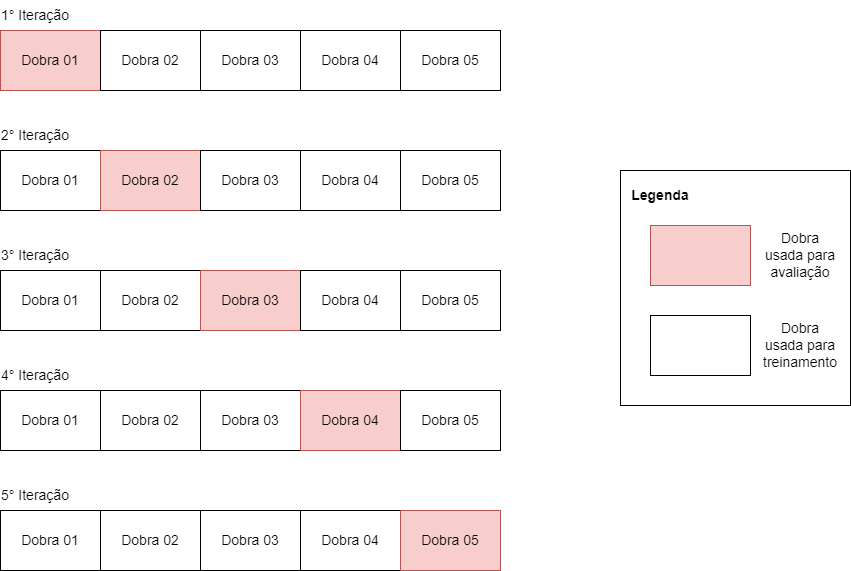 1° Iteração
Dobra 01 Dobra 02 Dobra 03 Dobra 04 Dobra 05
2° Iteração
Dobra 01 Dobra 02 Dobra 03 Dobra 04 Dobra 05
3° Iteração
Dobra 01 Dobra 02 Dobra 03 Dobra 04 Dobra 05
4° Iteração
Dobra 01 Dobra 02 Dobra 03 Dobra 04 Dobra 05
5° Iteração
Dobra 01 Dobra 02 Dobra 03 Dobra 04 Dobra 05
Legenda
Dobra
usada para
avaliação
Dobra
usada para
treinamento